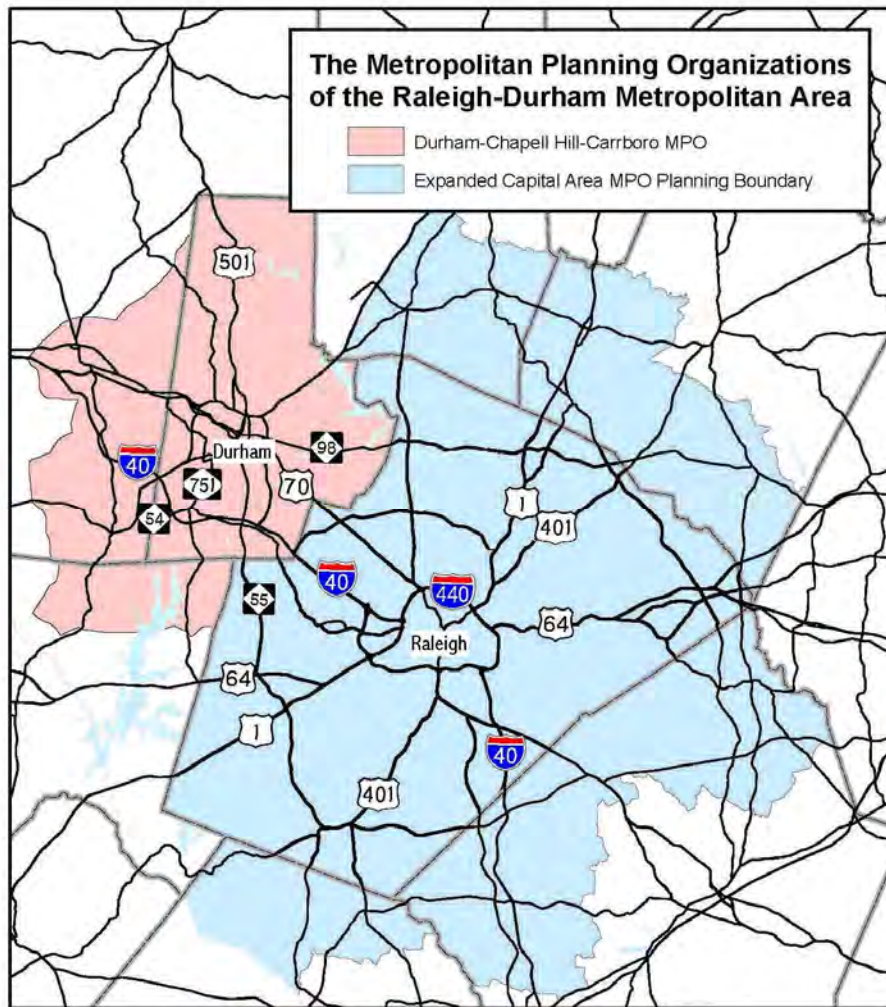 The Metropolitan Planning Organizations
of the Raleigh-Durham Metropolitan Area
Durham-Chapell Hill-Carrboro MPO
Expanded Capital Area MPO Planning Boundary
501
98
Durham
40
751
70
54
1
401
40
440
55
64
Raleigh
64
1
40
401